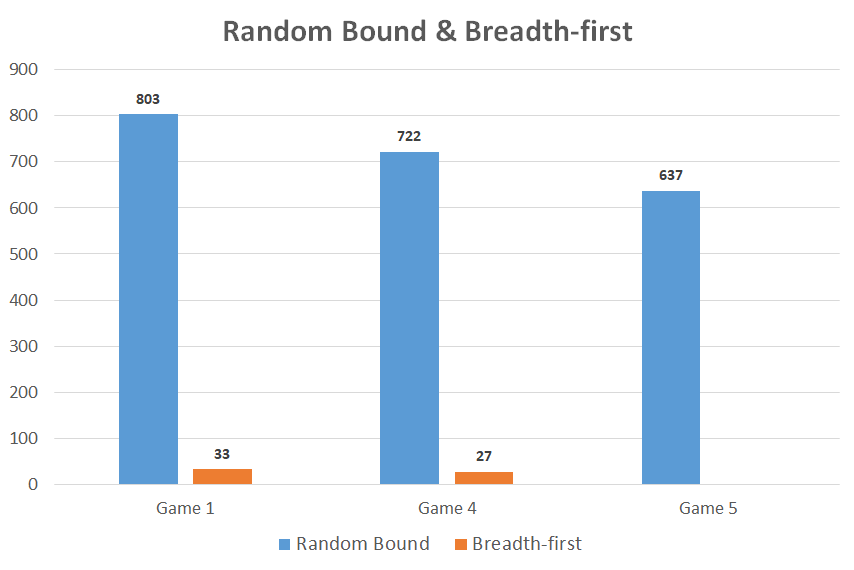 Random Bound & Breadth-first
900
800
700
600
500
400
300
200
100
0
803
33
722
27
637
Game 1
Game 4
Game 5
Random Bound
Breadth-first